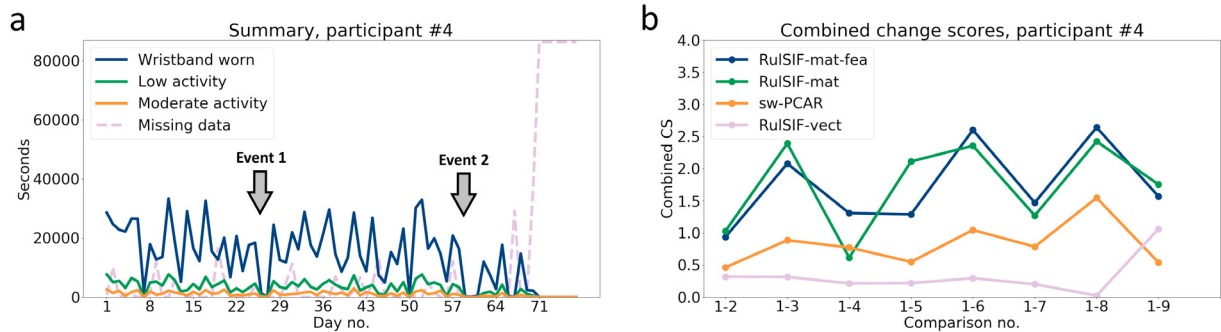 a
Summary, participant #4
80000
60000
40000
20000
0
Seconds
Wristband worn
Low activity
Moderate activity
Missing data
Event 1
Event 2
1 8 15 22 29 36 43 50 57 64 71
Day no.
b
Combined change scores, participant #4
4.0
3.5
3.0
2.5
2.0
1.5
1.0
0.5
0.0
Combined CS
RulSIF-mat-fea
RulSIF-mat
sw-PCAR
RulSIF-vect
1-2 1-3 1-4 1-5 1-6 1-7 1-8 1-9
Comparison no.